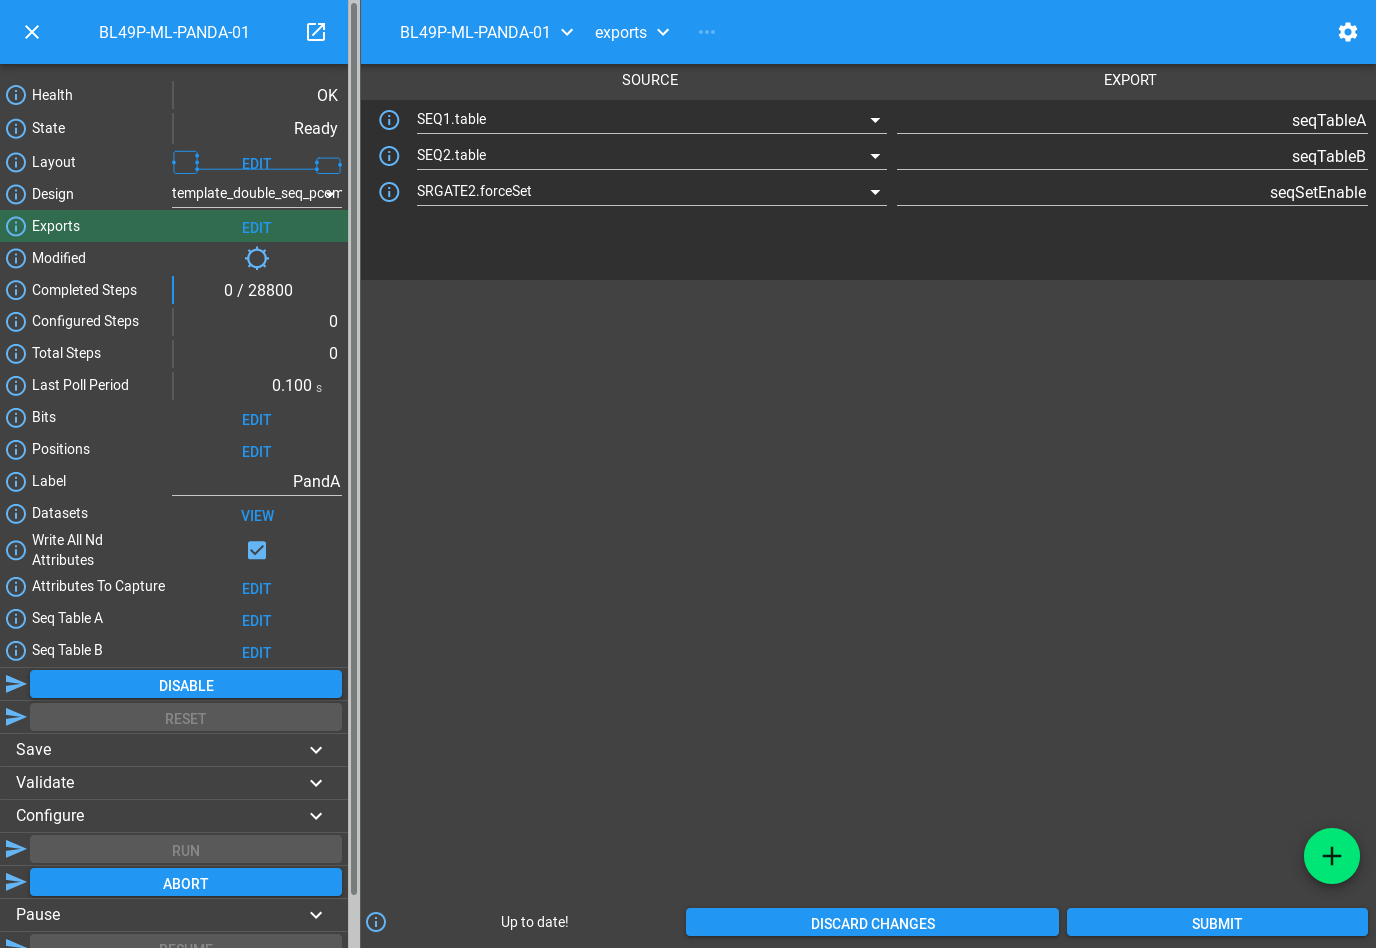 BL49P-ML-PANDA-01
Health OK
State Ready
Layout EDIT
Design template_double_seq_pcom
Exports EDIT
Modified
Completed Steps 0 / 28800
Configured Steps 0
Total Steps 0
Last Poll Period 0.100 s
Bits EDIT
Positions EDIT
Label PandA
Datasets VIEW
Write All Nd
Attributes
Attributes To Capture EDIT
Seq Table A EDIT
Seq Table B EDIT
DISABLE
RESET
Save
Validate
Configure
RUN
ABORT
Pause
RESUME
BL49P-ML-PANDA-01 exports
SOURCE EXPORT
SEQ1.table seqTableA
SEQ2.table seqTableB
SRGATE2.forceSet seqSetEnable
Up to date! DISCARD CHANGES SUBMIT